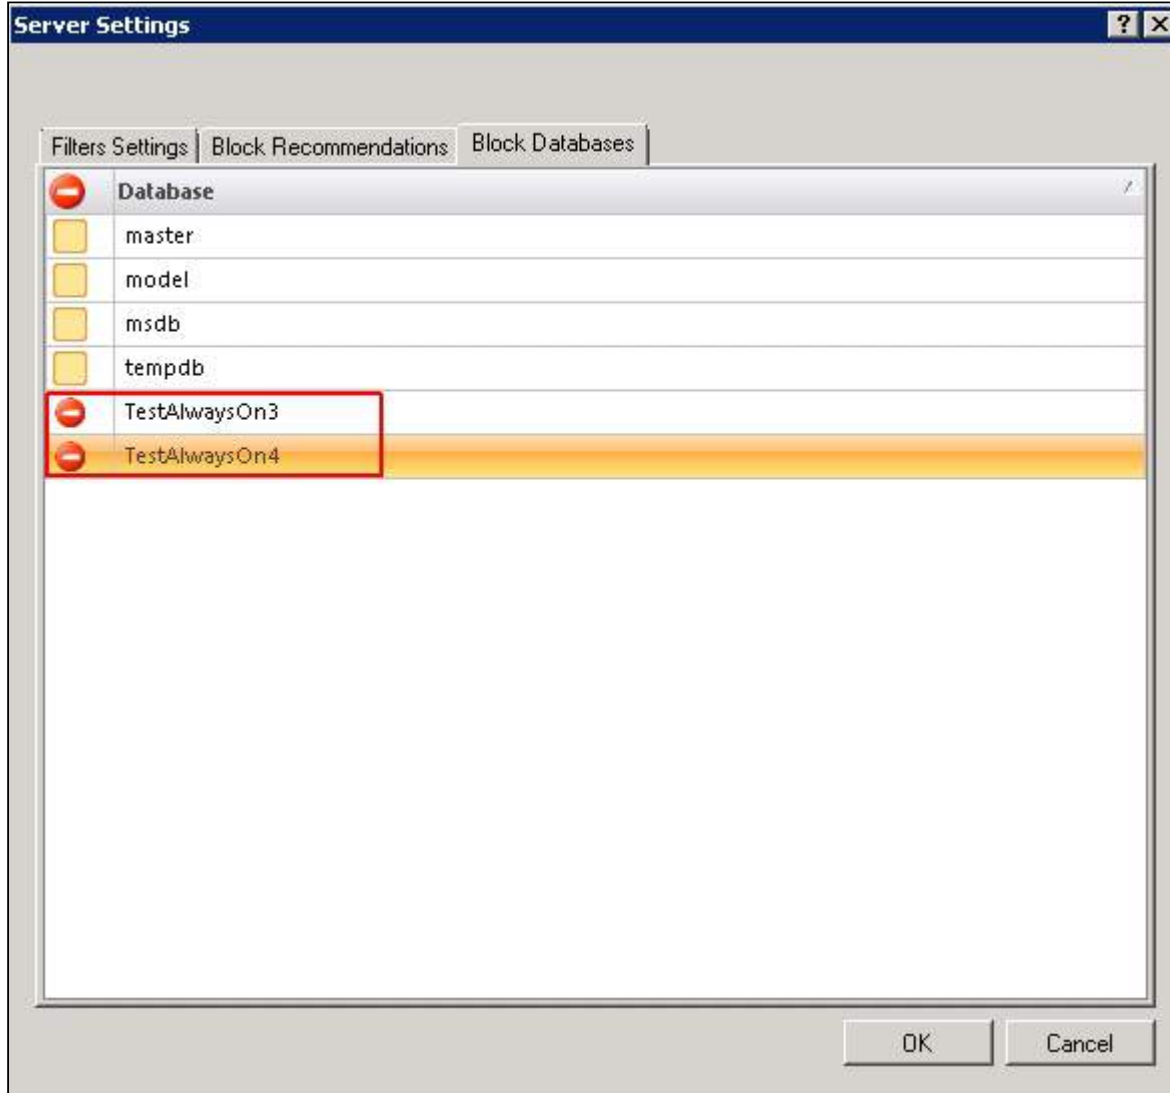 Server Settings
Filters Settings Block Recommendations Block Databases
Database
master
model
msdb
tempdb
TestAlwaysOn3
TestAlwaysOn4
OK Cancel